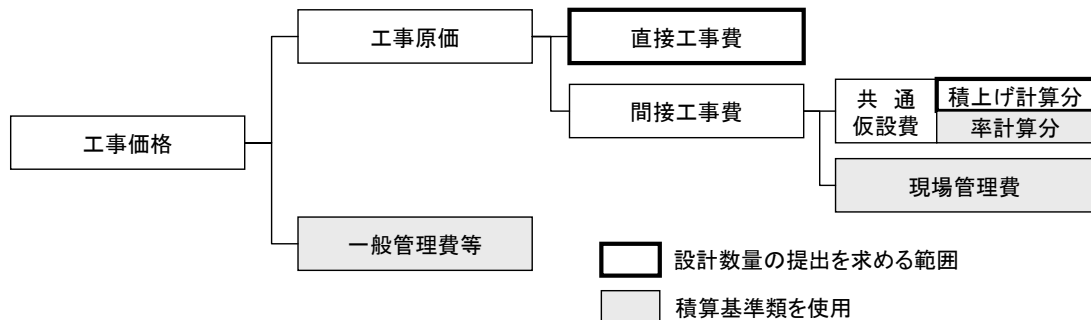 工事原価
直接工事費
間接工事費
共通
仮設費
積上げ計算分
率計算分
工事価格
現場管理費
一般管理費等
設計数量の提出を求める範囲
積算基準類を使用